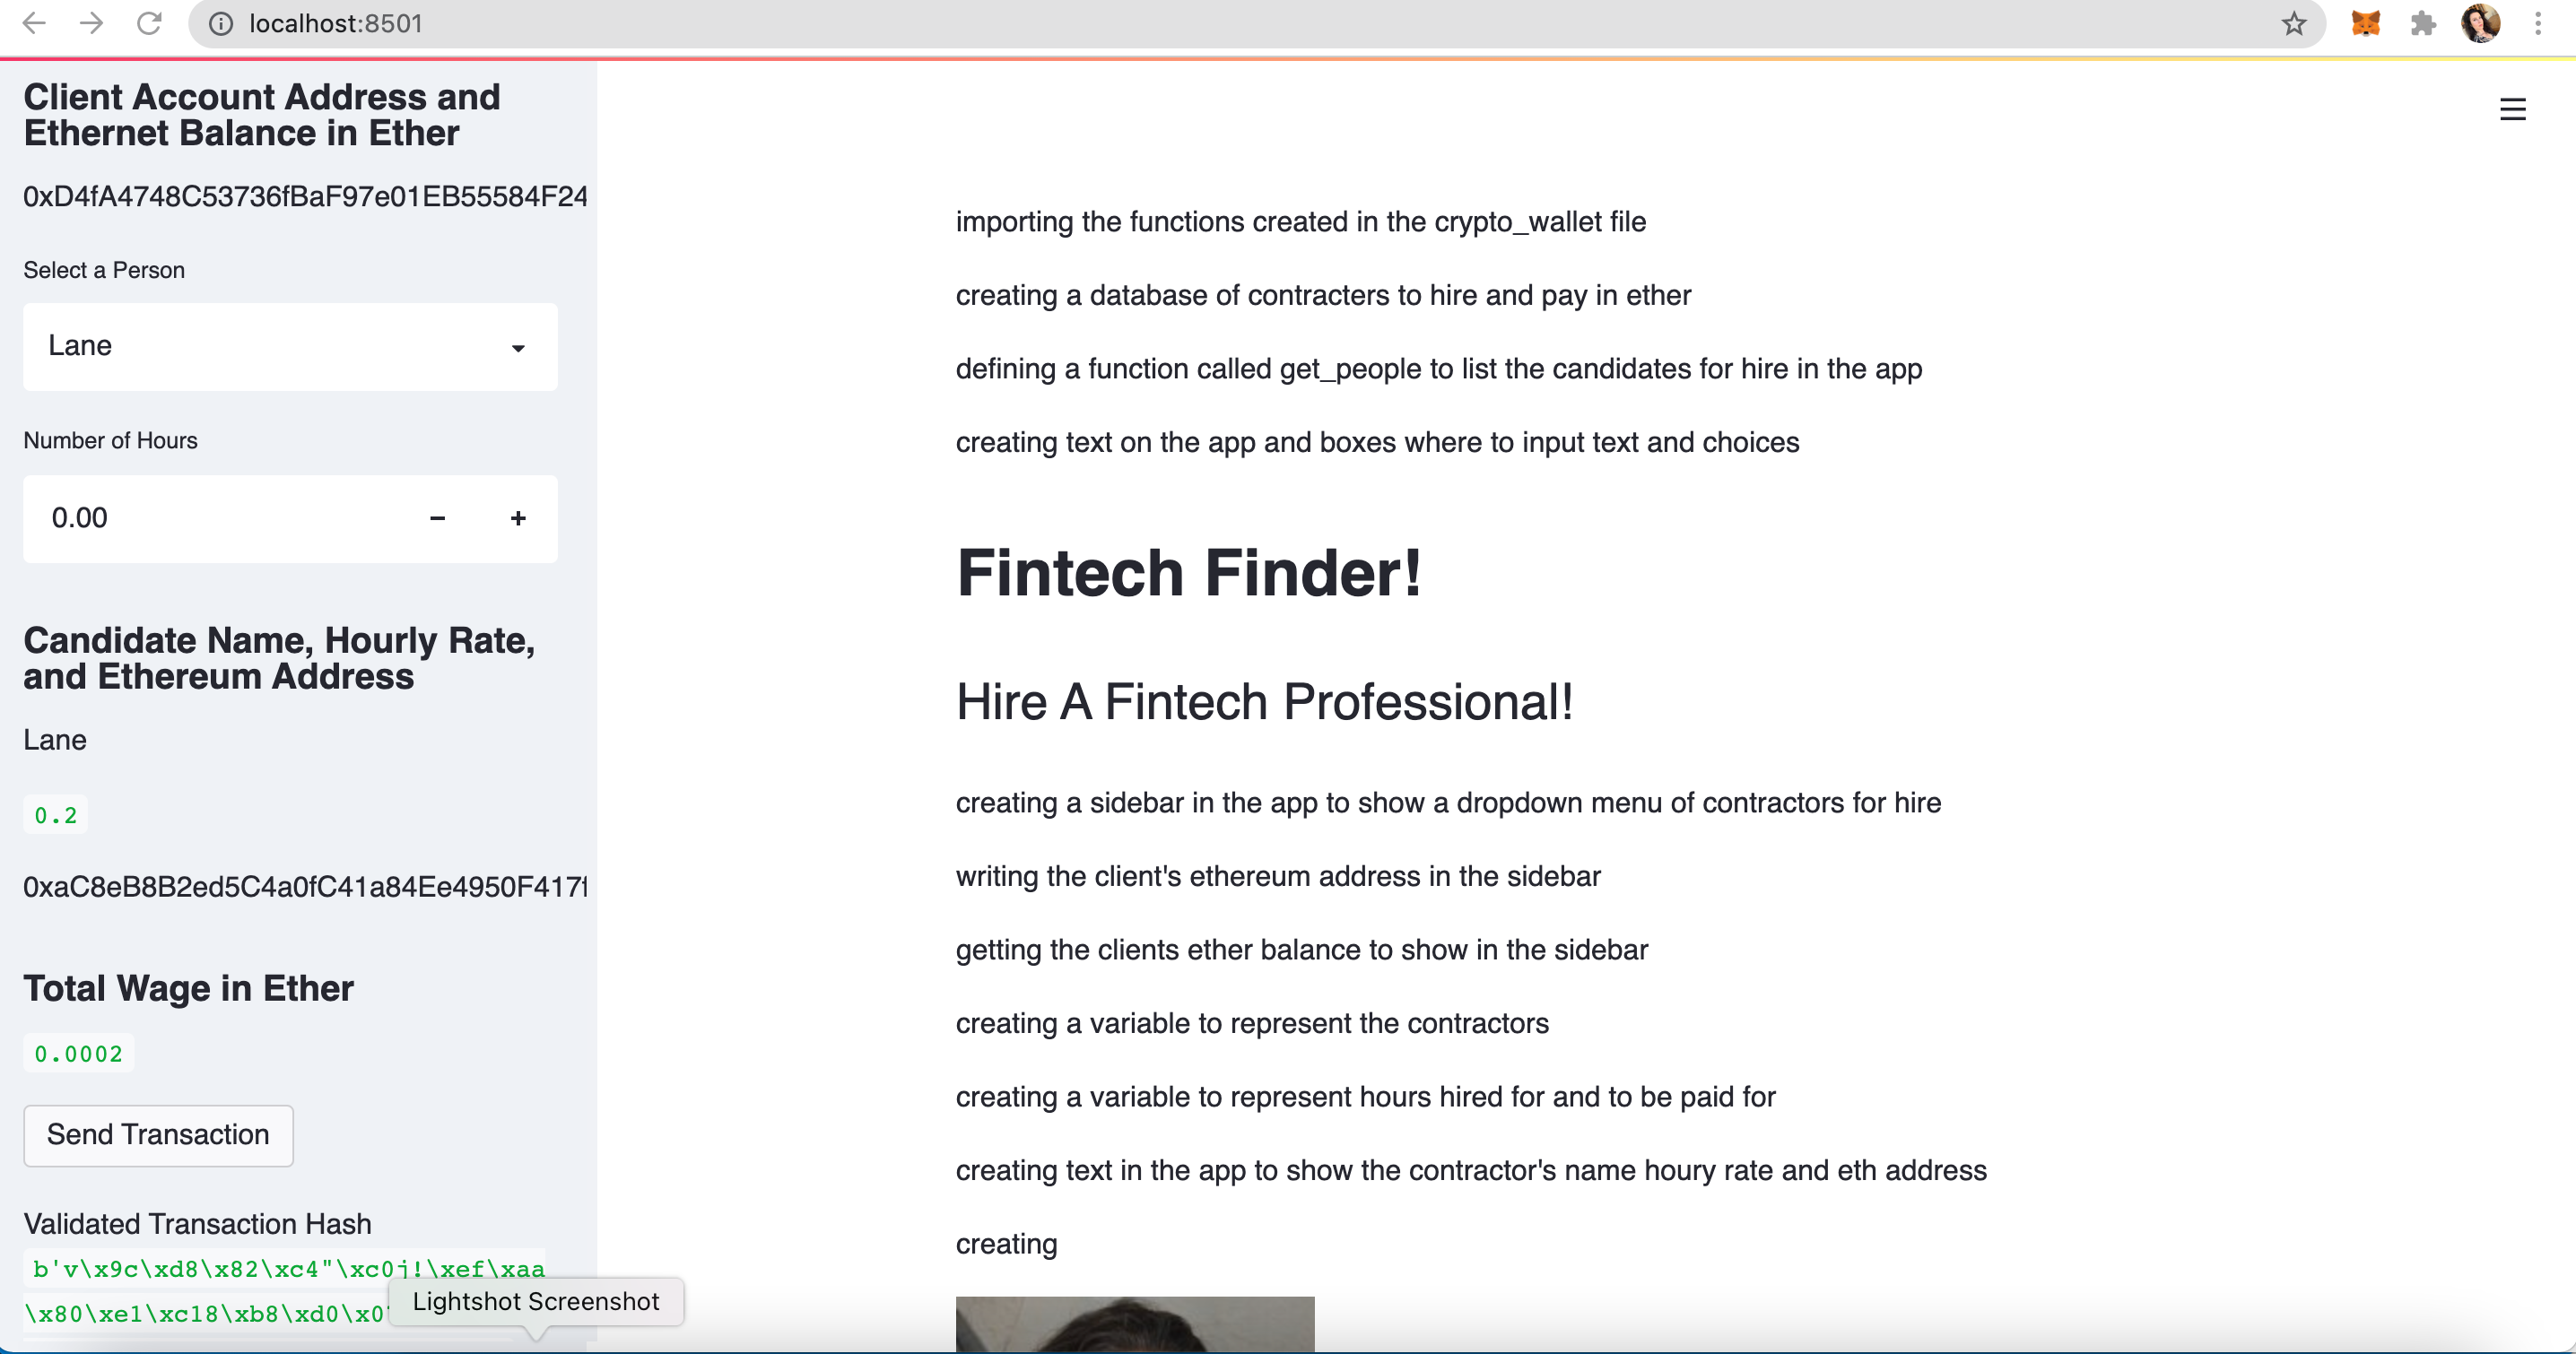 localhost:8501
Client Account Address and
Ethernet Balance in Ether
0xD4fA4748C53736fBaF97e01EB55584F24
Select a Person
Lane
Number of Hours
0.00
Candidate Name, Hourly Rate,
and Ethereum Address
Lane
0.2
0xaC8eB8B2ed5C4a0fC41a84Ee4950F417f
Total Wage in Ether
0.0002
Send Transaction
Validated Transaction Hash
b'v\x9c\xd8\x82\xc4"\xc0j!\xef\xaa
\x80\xe1\xc18\xb8\xd0\x0
Lightshot Screenshot
importing the functions created in the crypto_wallet file
creating a database of contracters to hire and pay in ether
defining a function called get_people to list the candidates for hire in the app
creating text on the app and boxes where to input text and choices
Fintech Finder!
Hire A Fintech Professional!
creating a sidebar in the app to show a dropdown menu of contractors for hire
writing the client's ethereum address in the sidebar
getting the clients ether balance to show in the sidebar
creating a variable to represent the contractors
creating a variable to represent hours hired for and to be paid for
creating text in the app to show the contractor's name houry rate and eth address
creating